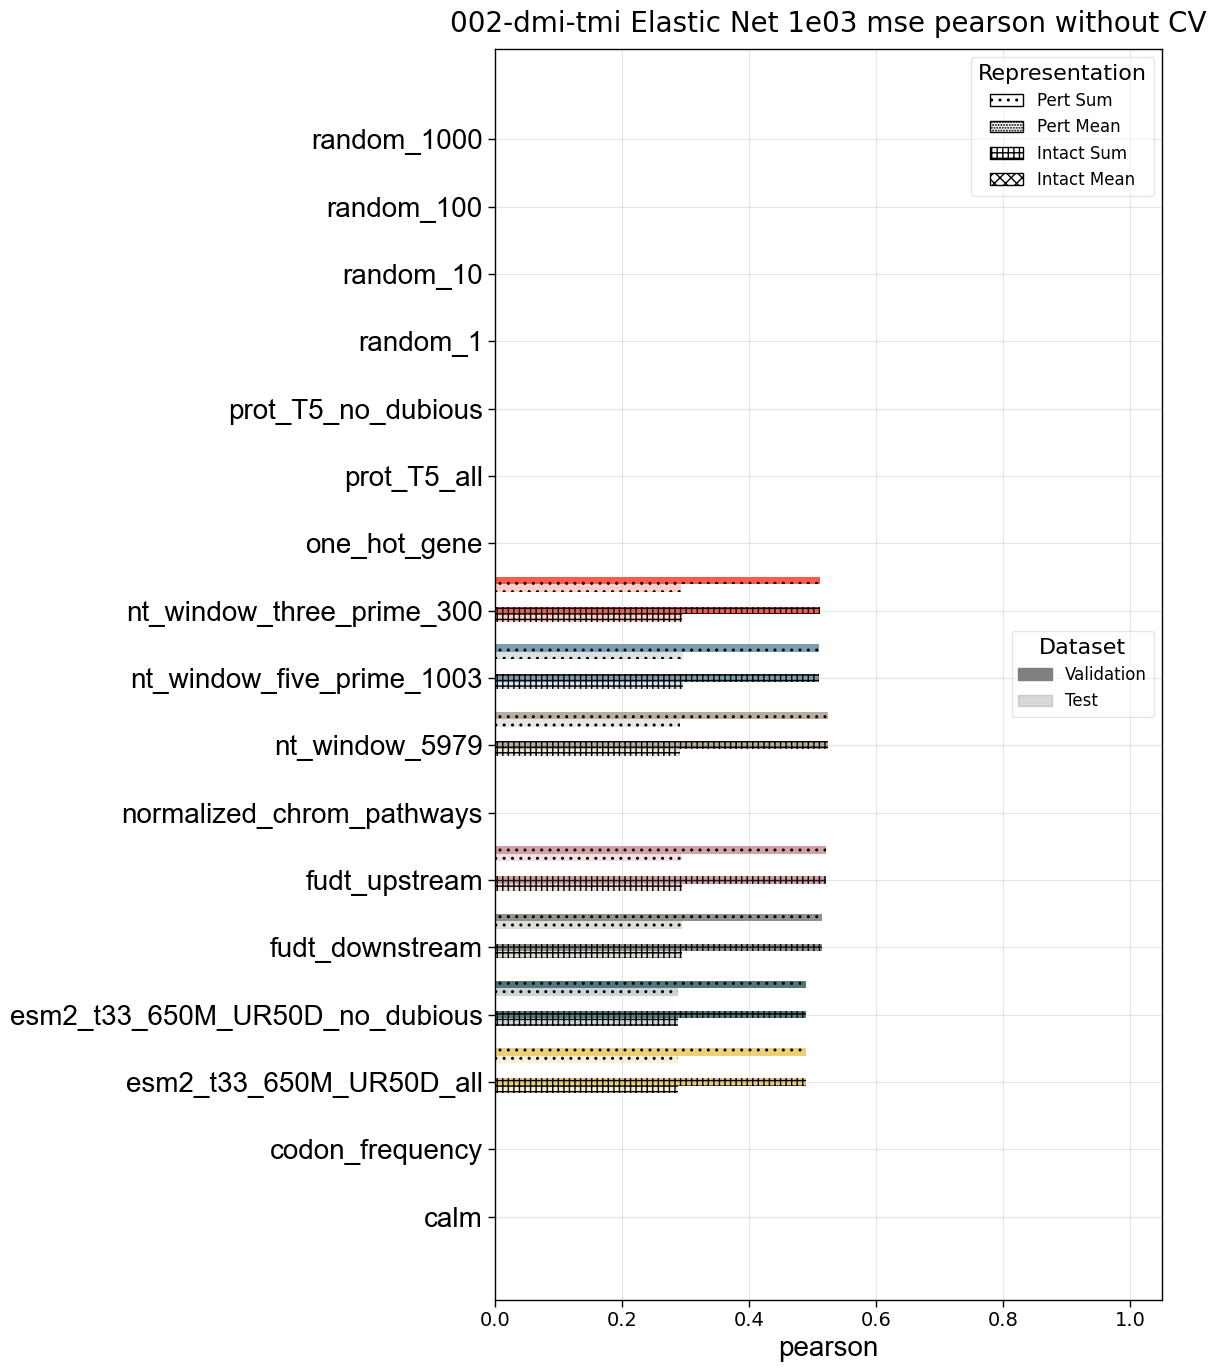 002-dmi-tmi Elastic Net 1e03 mse pearson without CV
Representation
Pert Sum
Pert Mean
Intact Sum
Intact Mean
random_1000
random_100
random_10
random_1
prot_T5_no_dubious
prot_T5_all
one_hot_gene
nt_window_three_prime_300
nt_window_five_prime_1003
Dataset
Validation
Test
nt_window_5979
normalized_chrom_pathways
fudt_upstream
fudt_downstream
esm2_t33_650M_UR50D_no_dubious
esm2_t33_650M_UR50D_all
codon_frequency
calm
0.0 0.2 0.4 0.6 0.8 1.0
pearson